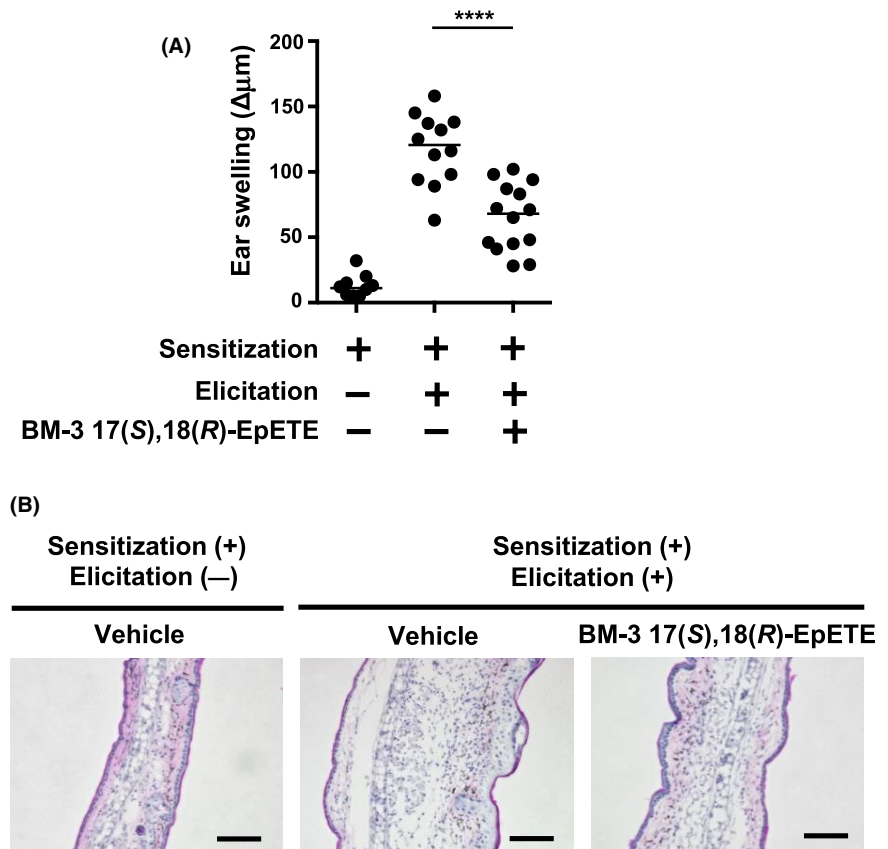 (A)
****
Ear swelling (Δµm)
200
150
100
50
0
Sensitization + + +
Elicitation − + +
BM-3 17(S),18(R)-EpETE − − +
(B)
Sensitization (+)
Elicitation (—)
Sensitization (+)
Elicitation (+)
Vehicle
Vehicle
BM-3 17(S),18(R)-EpETE